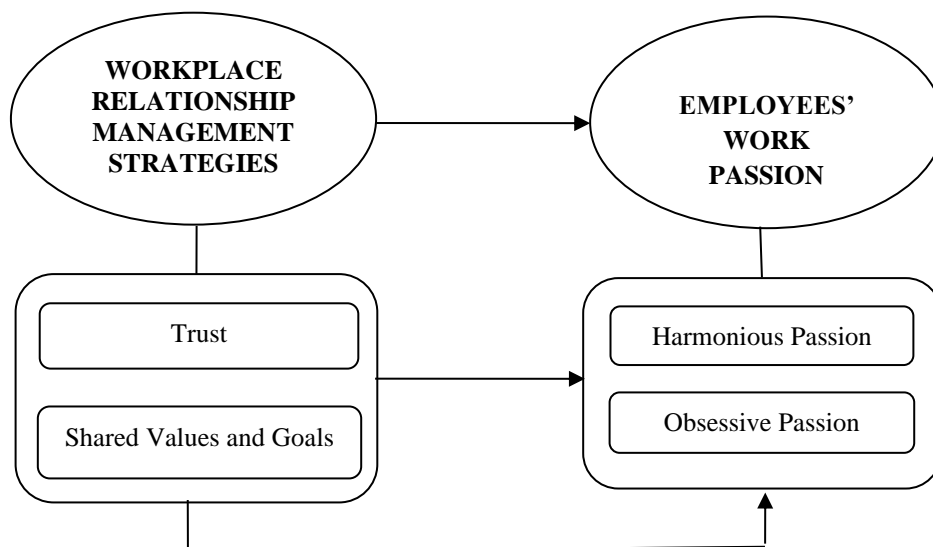 WORKPLACE
RELATIONSHIP
MANAGEMENT
STRATEGIES
EMPLOYEES’
WORK
PASSION
Trust
Shared Values and Goals
Harmonious Passion
Obsessive Passion